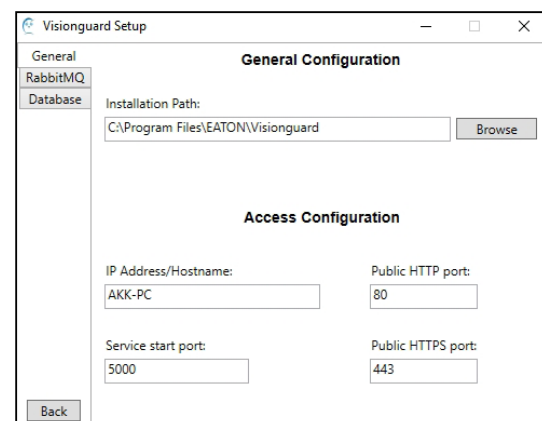 Visionguard Setup
General
RabbitMQ
Database
General Configuration
Installation Path:
C:\Program Files\EATON\Visionguard
Browse
Access Configuration
IP Address/Hostname:
Public HTTP port:
AKK-PC
80
Service start port:
Public HTTPS port:
5000
443
Back